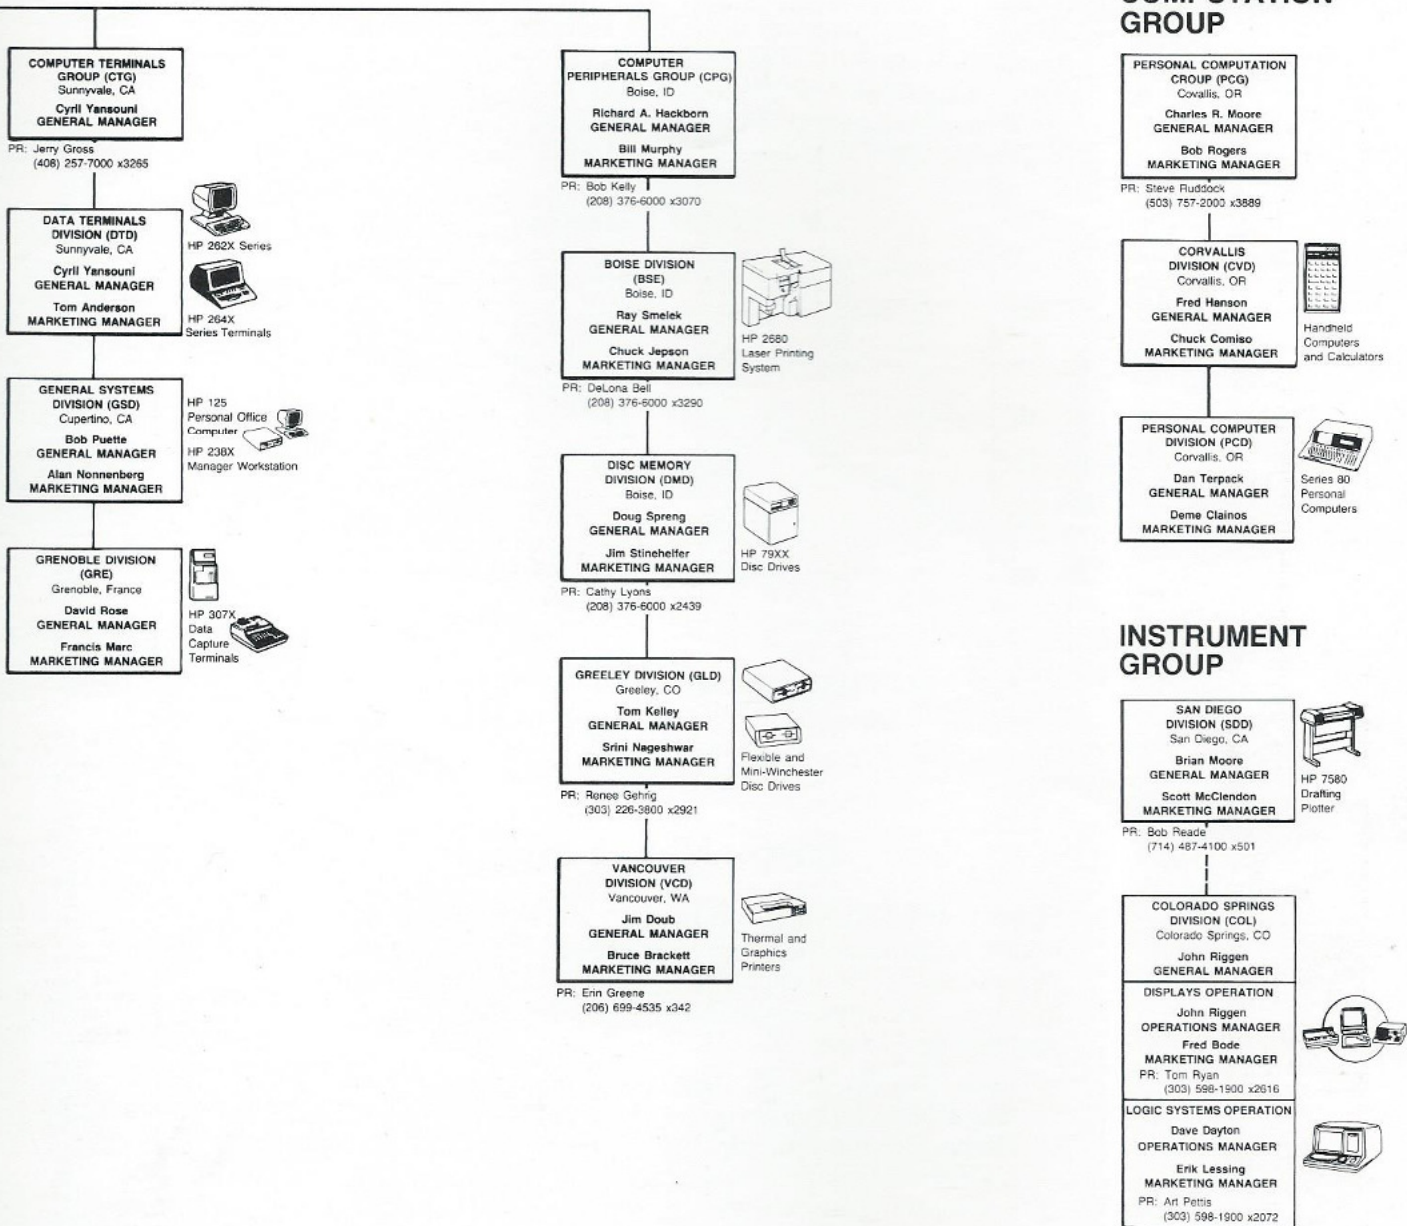 COMPUTER TERMINALS
GROUP (CTG)
Sunnyvale, CA
Cyril Yansouni
GENERAL MANAGER
PR: Jerry Gross
(408) 257-7000 x3265
DATA TERMINALS
DIVISION (DTD)
Sunnyvale, CA
Cyril Yansouni
GENERAL MANAGER
Tom Anderson
MARKETING MANAGER
HP 262X Series
HP 264X
Series Terminals
GENERAL SYSTEMS
DIVISION (GSD)
Cupertino, CA
Bob Puette
GENERAL MANAGER
Alan Nonnenberg
MARKETING MANAGER
HP 125
Personal Office
Computer
HP 238X
Manager Workstation
GRENOBLE DIVISION
(GRE)
Grenoble, France
David Rose
GENERAL MANAGER
Francis Marc
MARKETING MANAGER
HP 307X
Data
Capture
Terminals
COMPUTER
PERIPHERALS GROUP (CPG)
Boise, ID
Richard A. Hackborn
GENERAL MANAGER
Bill Murphy
MARKETING MANAGER
PR: Bob Kelly
(208) 376-6000 x3070
BOISE DIVISION
(BSE)
Boise, ID
Ray Smelek
GENERAL MANAGER
Chuck Jepson
MARKETING MANAGER
HP 2680
Laser Printing
System
PR: DeLona Bell
(208) 376-6000 x3290
DISC MEMORY
DIVISION (DMD)
Boise, ID
Doug Spreng
GENERAL MANAGER
Jim Stinehelfer
MARKETING MANAGER
HP 79XX
Disc Drives
PR: Cathy Lyons
(208) 376-6000 x2439
GREELEY DIVISION (GLD)
Greeley, CO
Tom Kelley
GENERAL MANAGER
Srini Nageshwar
MARKETING MANAGER
Flexible and
Mini-Winchester
Disc Drives
PR: Renee Gehrig
(303) 226-3800 x2921
VANCOUVER
DIVISION (VCD)
Vancouver, WA
Jim Doub
GENERAL MANAGER
Bruce Brackett
MARKETING MANAGER
Thermal and
Graphics
Printers
PR: Erin Greene
(206) 699-4535 x342
COMPUTATION
GROUP
PERSONAL COMPUTATION
CROUP (PCG)
Covallis, OR
Charles R. Moore
GENERAL MANAGER
Bob Rogers
MARKETING MANAGER
PR: Steve Ruddock
(503) 757-2000 x3889
CORVALLIS
DIVISION (CVD)
Corvallis, OR
Fred Hanson
GENERAL MANAGER
Chuck Comiso
MARKETING MANAGER
Handheld
Computers
and Calculators
PERSONAL COMPUTER
DIVISION (PCD)
Corvallis, OR
Dan Terpack
GENERAL MANAGER
Deme Clainos
MARKETING MANAGER
Series 80
Personal
Computers
INSTRUMENT
GROUP
SAN DIEGO
DIVISION (SDD)
San Diego, CA
Brian Moore
GENERAL MANAGER
Scott McClendon
MARKETING MANAGER
HP 7580
Drafting
Plotter
PR: Bob Reade
(714) 487-4100 x501
COLORADO SPRINGS
DIVISION (COL)
Colorado Springs, CO
John Riggen
GENERAL MANAGER
DISPLAYS OPERATION
John Riggen
OPERATIONS MANAGER
Fred Bode
MARKETING MANAGER
PR: Tom Ryan
(303) 598-1900 x2616
LOGIC SYSTEMS OPERATION
Dave Dayton
OPERATIONS MANAGER
Erik Lessing
MARKETING MANAGER
PR: Art Pettis
(303) 598-1900 x2072